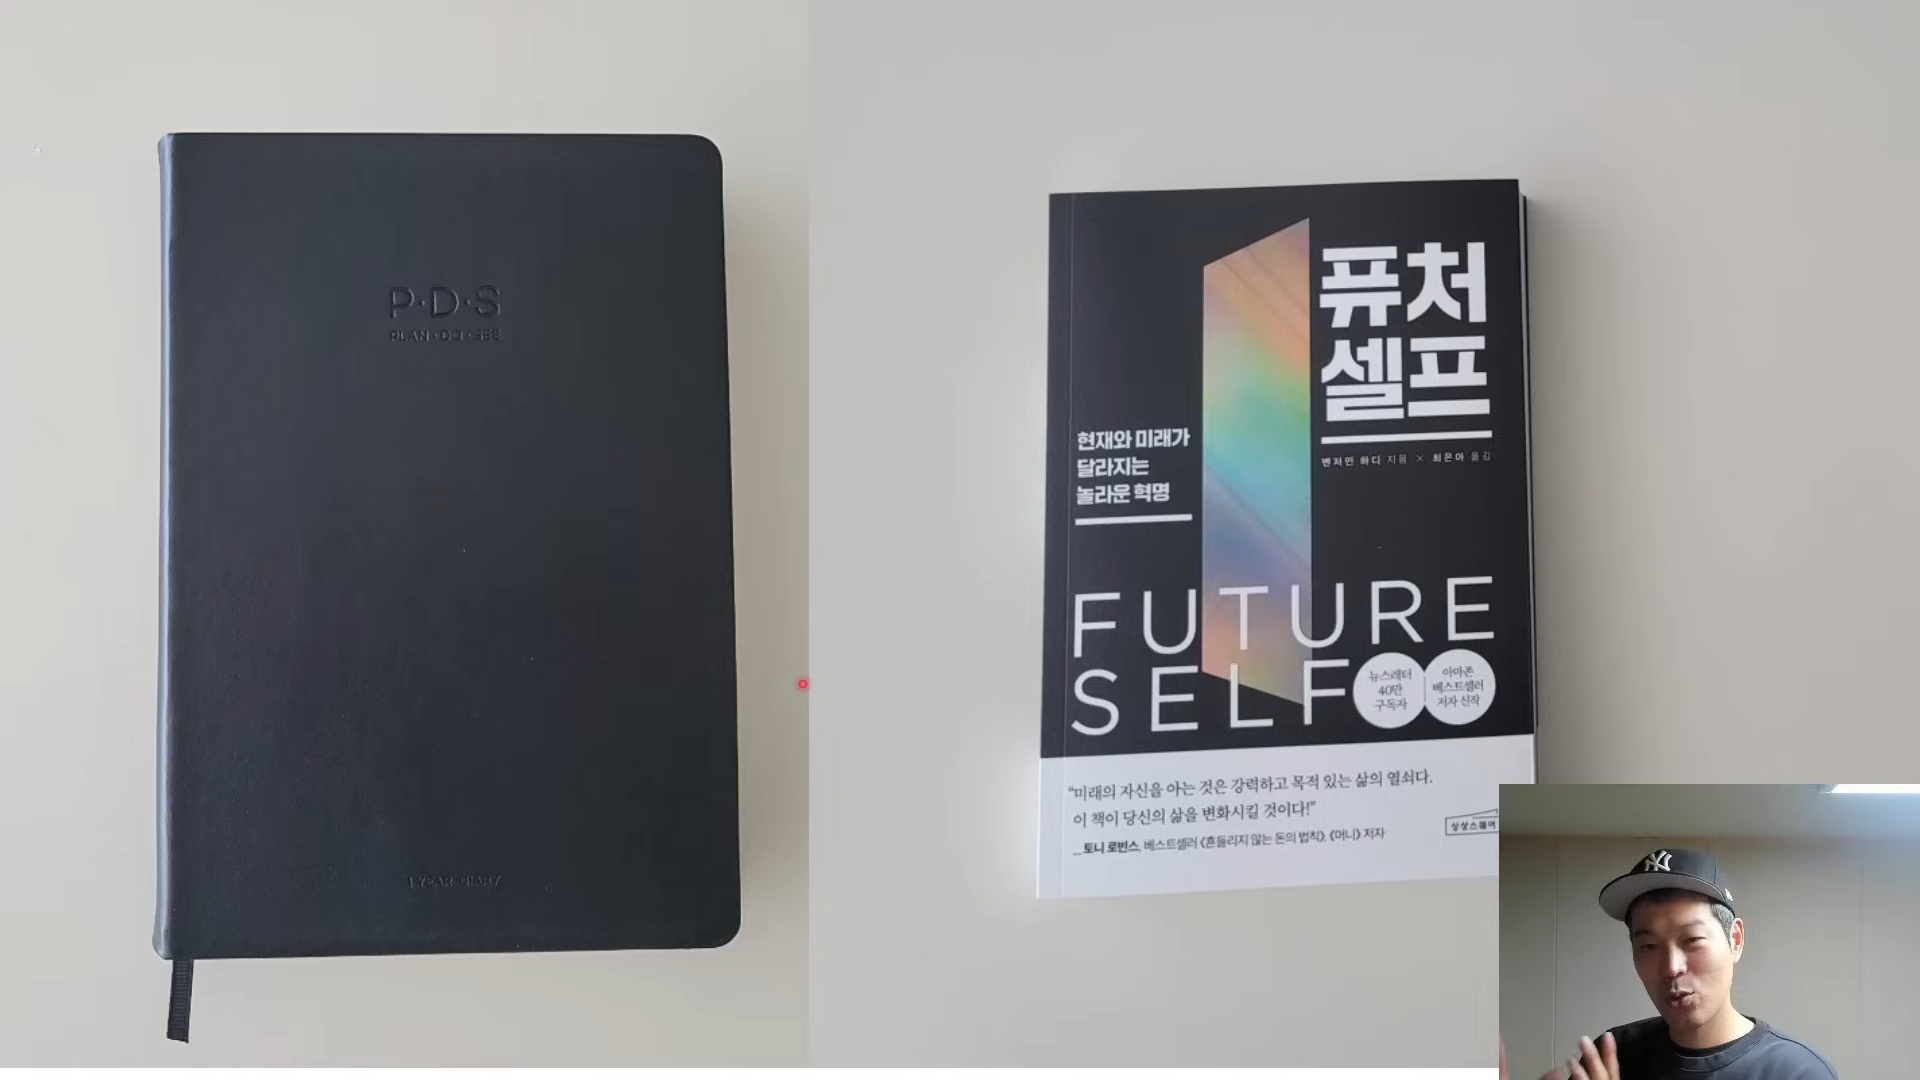 P·D·S
PLAN·DO·SEE
1 YEAR DIARY
퓨처
셀프
벤저민 하디 지음 × 최은아 옮김
현재와 미래가
달라지는
놀라운 혁명
FUTURE
SELF
뉴스레터
40만
구독자
아마존
베스트셀러
저자 신작
“미래의 자신을 아는 것은 강력하고 목적 있는 삶의 열쇠다.
이 책이 당신의 삶을 변화시킬 것이다!”
_토니 로빈스, 베스트셀러 《흔들리지 않는 돈의 법칙》, 《머니》 저자
상상스퀘어
NY